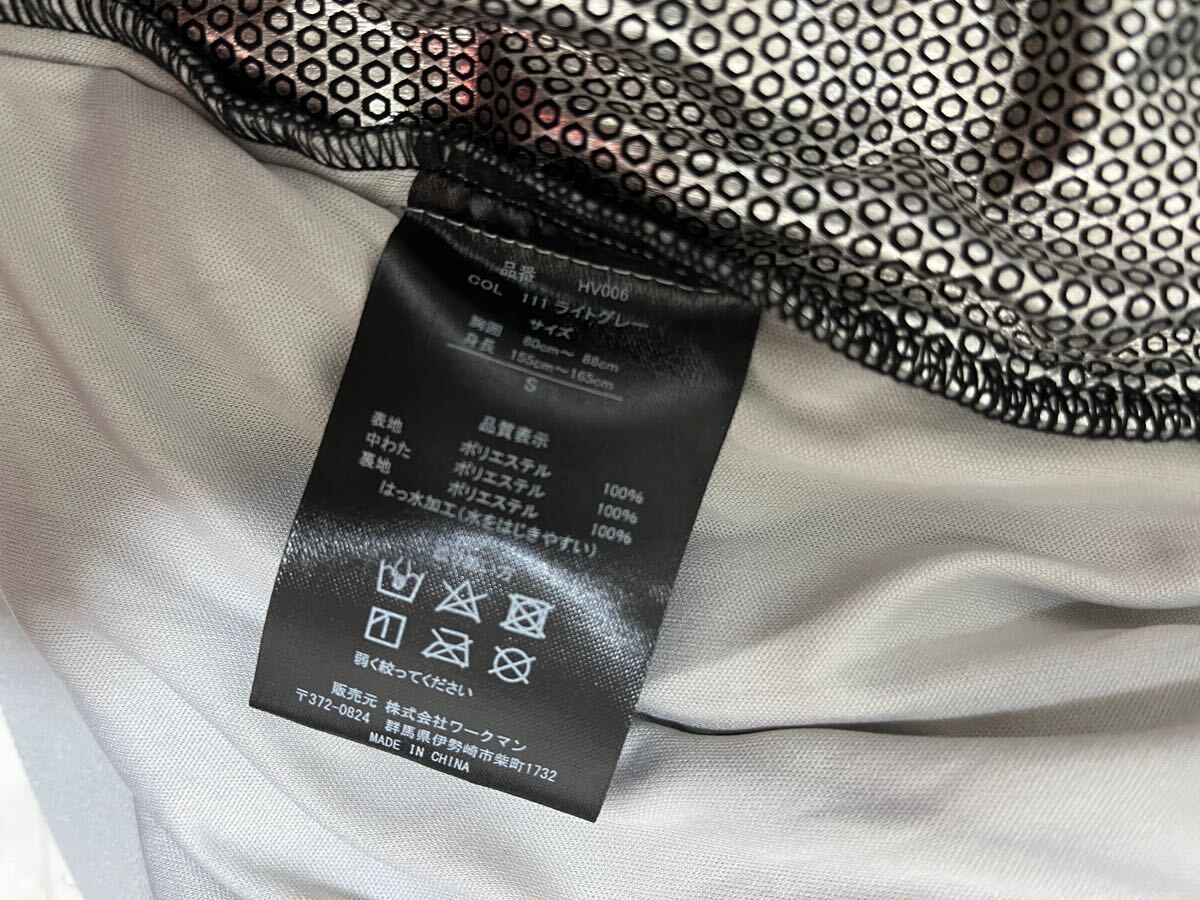 品番 HV006
COL 111 ライトグレー
サイズ
胸囲 80cm～ 88cm
身長 155cm～165cm
S
品質表示
表地 ポリエステル 100%
中わた ポリエステル 100%
裏地 ポリエステル 100%
はっ水加工(水をはじきやすい)
弱く絞ってください
販売元 株式会社ワークマン
〒372-0824 群馬県伊勢崎市柴町1732
MADE IN CHINA